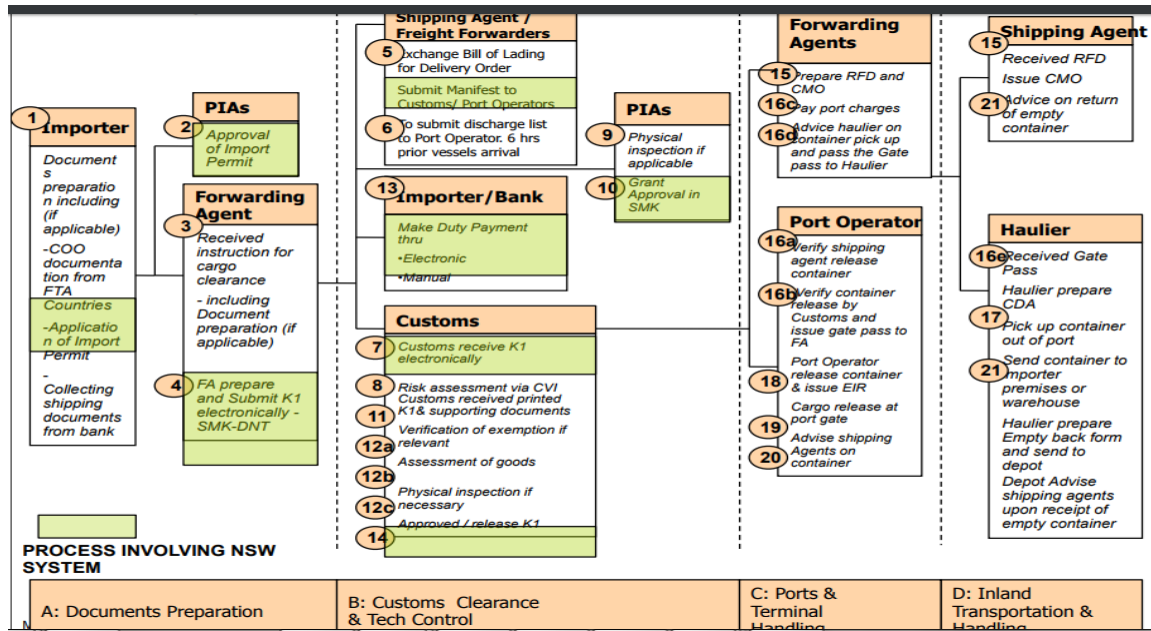 1
Importer
Document
s
preparatio
n including
(if
applicable)
-COO
documenta
tion from
FTA
Countries
-Applicatio
n of Import
Permit
-
Collecting
shipping
documents
from bank
PIAs
2
Approval
of Import
Permit
Forwarding
Agent
3
Received
instruction for
cargo
clearance
- including
Document
preparation (if
applicable)
4
FA prepare
and Submit K1
electronically -
SMK-DNT
Shipping Agent /
Freight Forwarders
5
Exchange Bill of Lading
for Delivery Order
Submit Manifest to
Customs/ Port Operators
6
To submit discharge list
to Port Operator. 6 hrs
prior vessels arrival
13
Importer/Bank
Make Duty Payment
thru
•Electronic
•Manual
Customs
7
Customs receive K1
electronically
8
Risk assessment via CVI
Customs received printed
K1& supporting documents
11
Verification of exemption if
relevant
12a
Assessment of goods
12b
Physical inspection if
necessary
12c
Approved / release K1
14
PIAs
9
Physical
inspection if
applicable
10
Grant
Approval in
SMK
Forwarding
Agents
15
Prepare RFD and
CMO
16c
Pay port charges
16d
Advice haulier on
container pick up
and pass the Gate
pass to Haulier
Port Operator
16a
Verify shipping
agent release
container
16b
Verify container
release by
Customs and
issue gate pass to
FA
Port Operator
release container
18
& issue EIR
Cargo release at
19
port gate
Advise shipping
20
Agents on
container
Shipping Agent
15
Received RFD
Issue CMO
21
Advice on return
of empty
container
Haulier
16e
Received Gate
Pass
Haulier prepare
CDA
17
Pick up container
out of port
21
Send container to
importer
premises or
warehouse
Haulier prepare
Empty back form
and send to
depot
Depot Advise
shipping agents
upon receipt of
empty container
PROCESS INVOLVING NSW
SYSTEM
A: Documents Preparation
B: Customs Clearance
& Tech Control
C: Ports &
Terminal
Handling
D: Inland
Transportation &
Handling